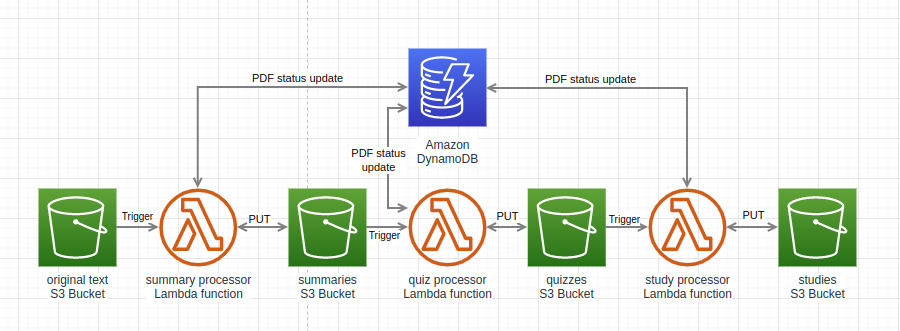 PDF status update
PDF status update
Amazon
DynamoDB
PDF status
update
Trigger
PUT
Trigger
PUT
Trigger
PUT
original text
S3 Bucket
summary processor
Lambda function
summaries
S3 Bucket
quiz processor
Lambda function
quizzes
S3 Bucket
study processor
Lambda function
studies
S3 Bucket